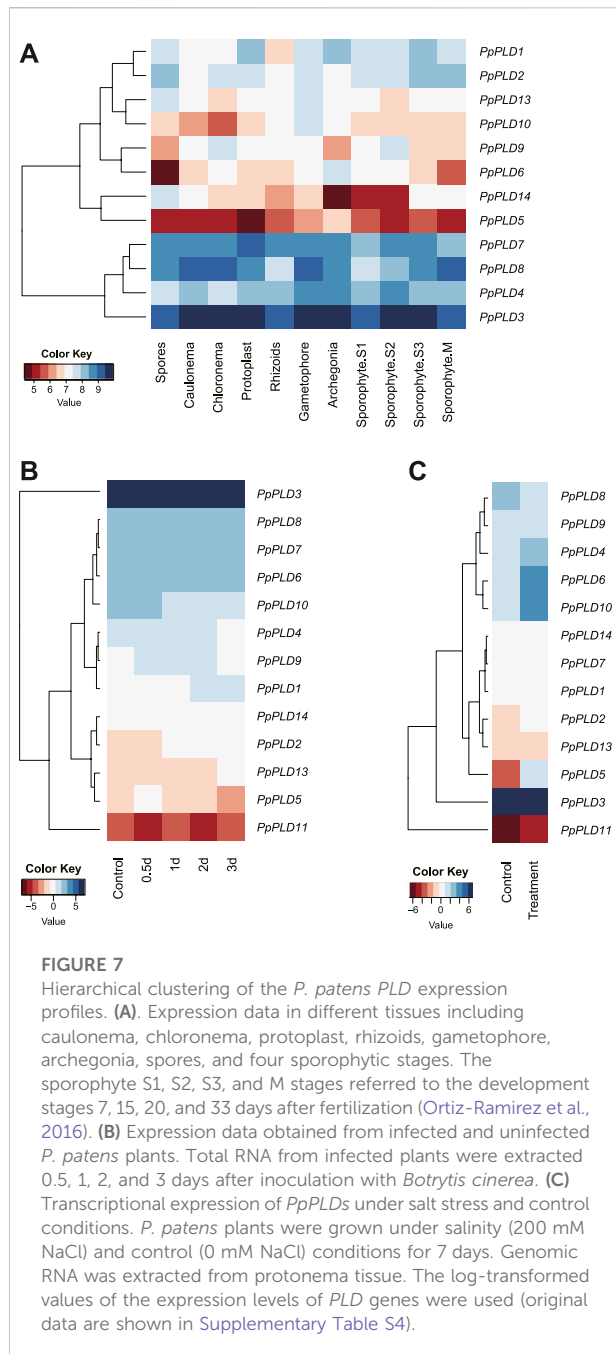 A
PpPLD1
PpPLD2
PpPLD13
PpPLD10
PpPLD9
PpPLD6
PpPLD14
PpPLD5
PpPLD7
PpPLD8
PpPLD4
PpPLD3
Color Key
5 6 7 8 9
Value
Spores
Caulonema
Chloronema
Protoplast
Rhizoids
Gametophore
Archegonia
Sporophyte.S1
Sporophyte.S2
Sporophyte.S3
Sporophyte.M
B
PpPLD3
PpPLD8
PpPLD7
PpPLD6
PpPLD10
PpPLD4
PpPLD9
PpPLD1
PpPLD14
PpPLD2
PpPLD13
PpPLD5
PpPLD11
Color Key
-5 0 5
Value
Control
0.5d
1d
2d
3d
C
PpPLD8
PpPLD9
PpPLD4
PpPLD6
PpPLD10
PpPLD14
PpPLD7
PpPLD1
PpPLD2
PpPLD13
PpPLD5
PpPLD3
PpPLD11
Color Key
-6 -4 0 2 4 6
Value
Control
Treatment
FIGURE 7
Hierarchical clustering of the P. patens PLD expression
profiles. (A). Expression data in different tissues including
caulonema, chloronema, protoplast, rhizoids, gametophore,
archegonia, spores, and four sporophytic stages. The
sporophyte S1, S2, S3, and M stages referred to the development
stages 7, 15, 20, and 33 days after fertilization (Ortiz-Ramirez et al.,
2016). (B) Expression data obtained from infected and uninfected
P. patens plants. Total RNA from infected plants were extracted
0.5, 1, 2, and 3 days after inoculation with Botrytis cinerea. (C)
Transcriptional expression of PpPLDs under salt stress and control
conditions. P. patens plants were grown under salinity (200 mM
NaCl) and control (0 mM NaCl) conditions for 7 days. Genomic
RNA was extracted from protonema tissue. The log-transformed
values of the expression levels of PLD genes were used (original
data are shown in Supplementary Table S4).